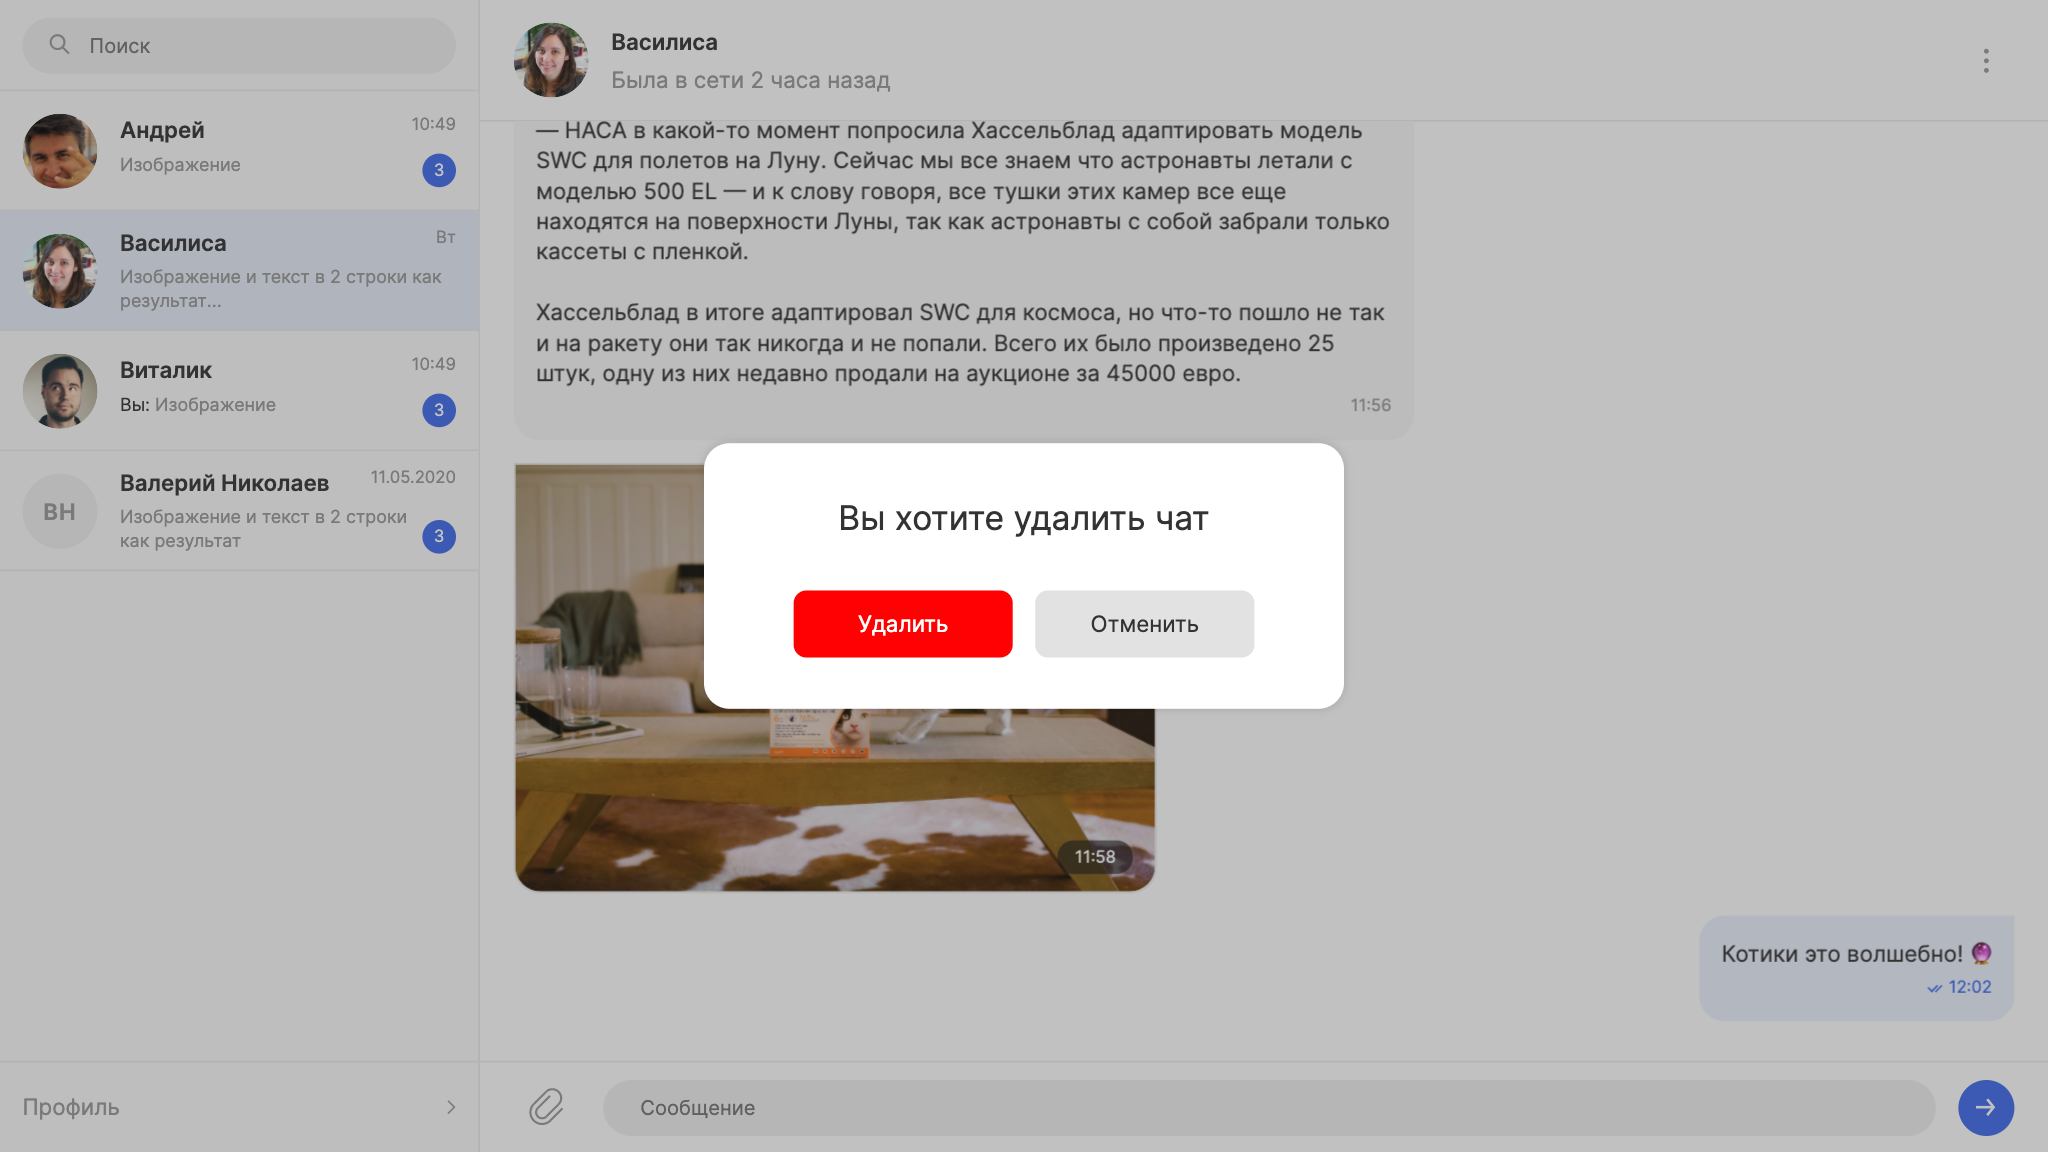 Поиск
Андрей
10:49
Изображение
3
Василиса
Вт
Изображение и текст в 2 строки как
результат...
Виталик
10:49
Вы: Изображение
3
ВН
Валерий Николаев
11.05.2020
Изображение и текст в 2 строки
как результат
3
Профиль
Василиса
Была в сети 2 часа назад
— НАСА в какой-то момент попросила Хассельблад адаптировать модель
SWC для полетов на Луну. Сейчас мы все знаем что астронавты летали с
моделью 500 EL — и к слову говоря, все тушки этих камер все еще
находятся на поверхности Луны, так как астронавты с собой забрали только
кассеты с пленкой.
Хассельблад в итоге адаптировал SWC для космоса, но что-то пошло не так
и на ракету они так никогда и не попали. Всего их было произведено 25
штук, одну из них недавно продали на аукционе за 45000 евро.
11:56
Вы хотите удалить чат
Удалить
Отменить
11:58
Котики это волшебно! 🔮
12:02
Сообщение